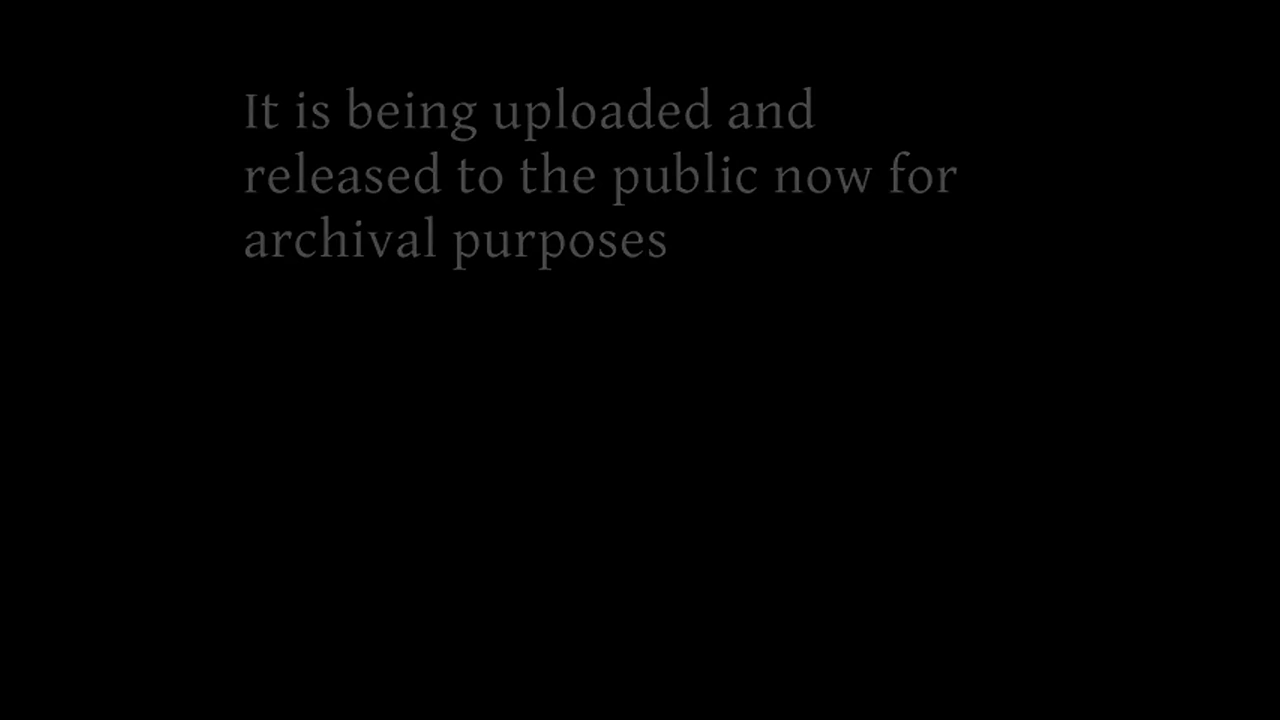 It is being uploaded and
released to the public now for
archival purposes